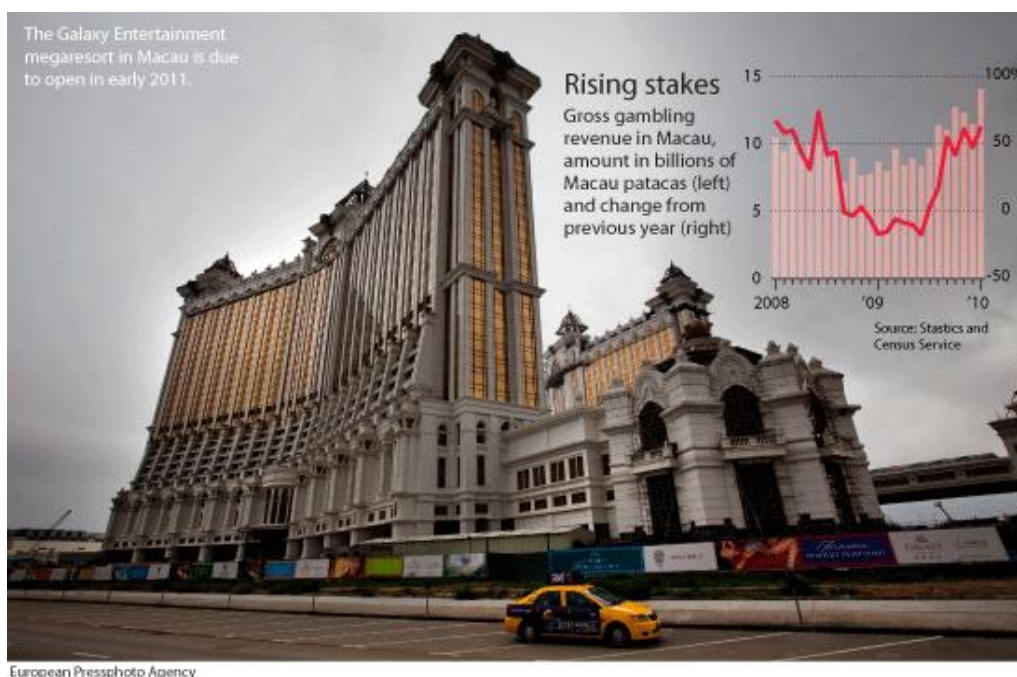 The Galaxy Entertainment
megaresort in Macau is due
to open in early 2011.
Rising stakes
Gross gambling
revenue in Macau,
amount in billions of
Macau patacas (left)
and change from
previous year (right)
15
10
5
0
100%
50
0
-50
2008
'09
'10
Source: Stastics and
Census Service
European Pressphoto Agency